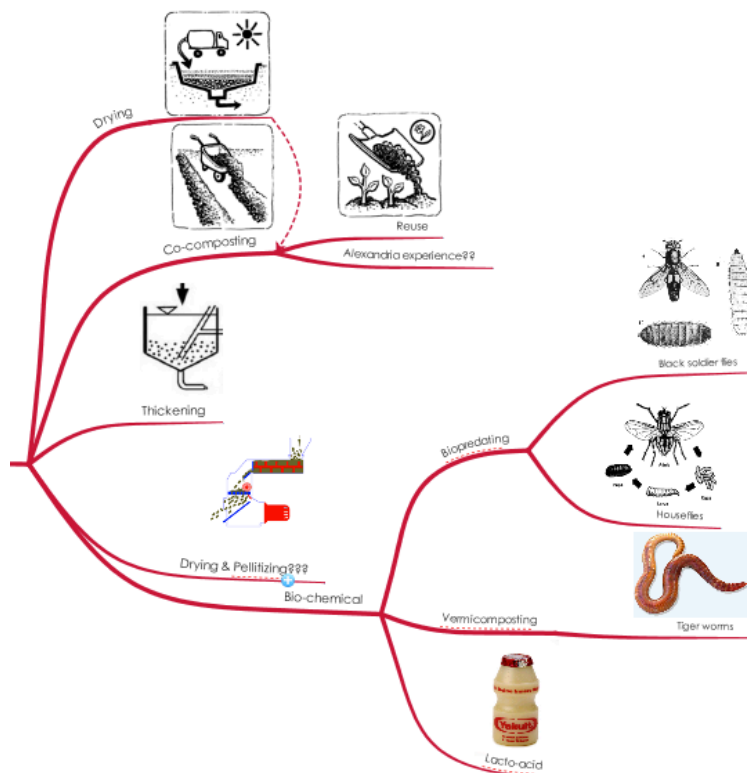 Drying
Co-composting
Reuse
Alexandria experience??
Thickening
Drying & Pellitizing???
Bio-chemical
Biopredating
Black soldier flies
Houseflies
Vermicomposting
Tiger worms
Yakult
Lacto-acid